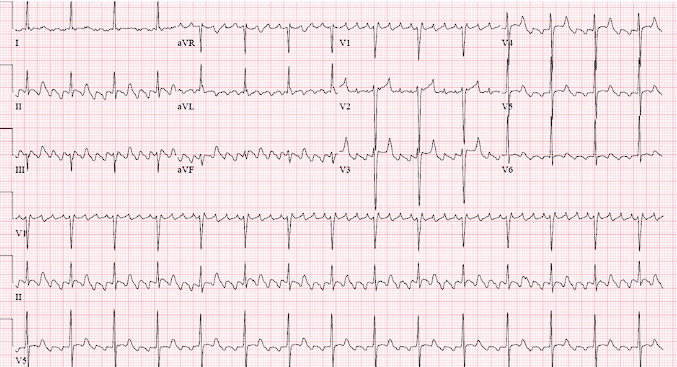 I aVR V1 V4
II aVL V2 V5
III aVF V3 V6
V1
II
V5